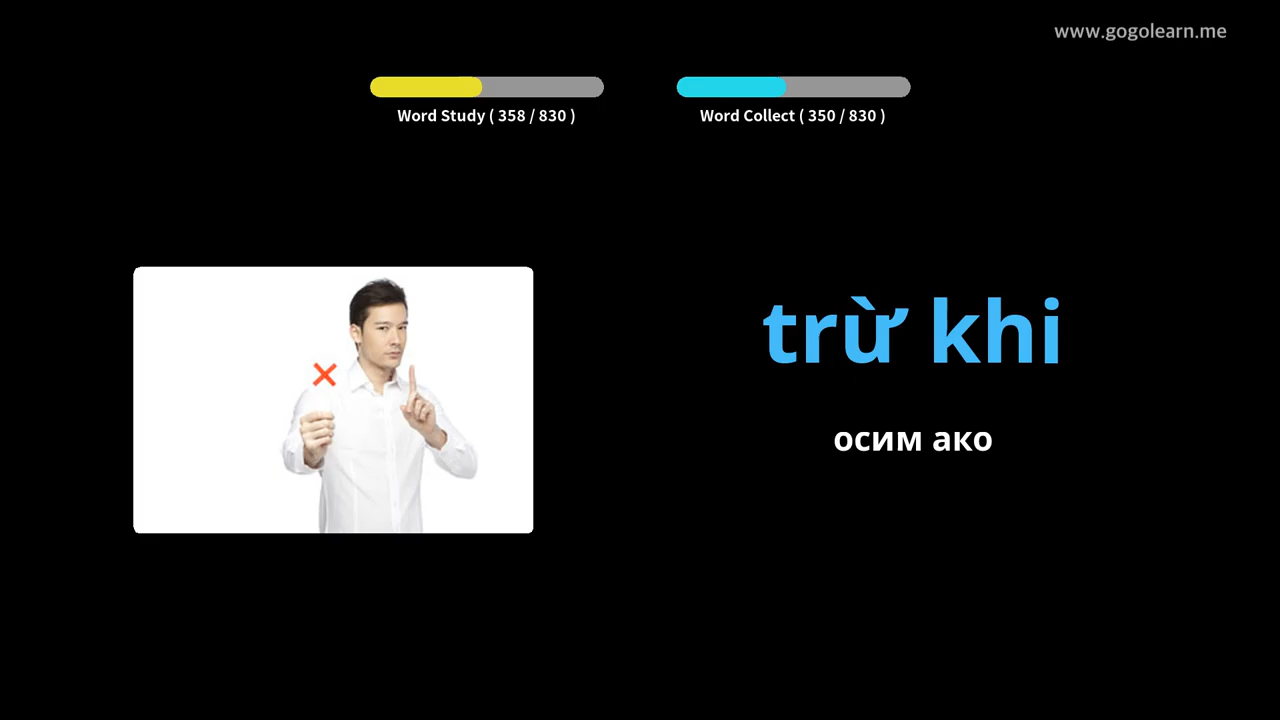 www.gogolearn.me
Word Study ( 358 / 830 )
Word Collect ( 350 / 830 )
trừ khi
осим ако